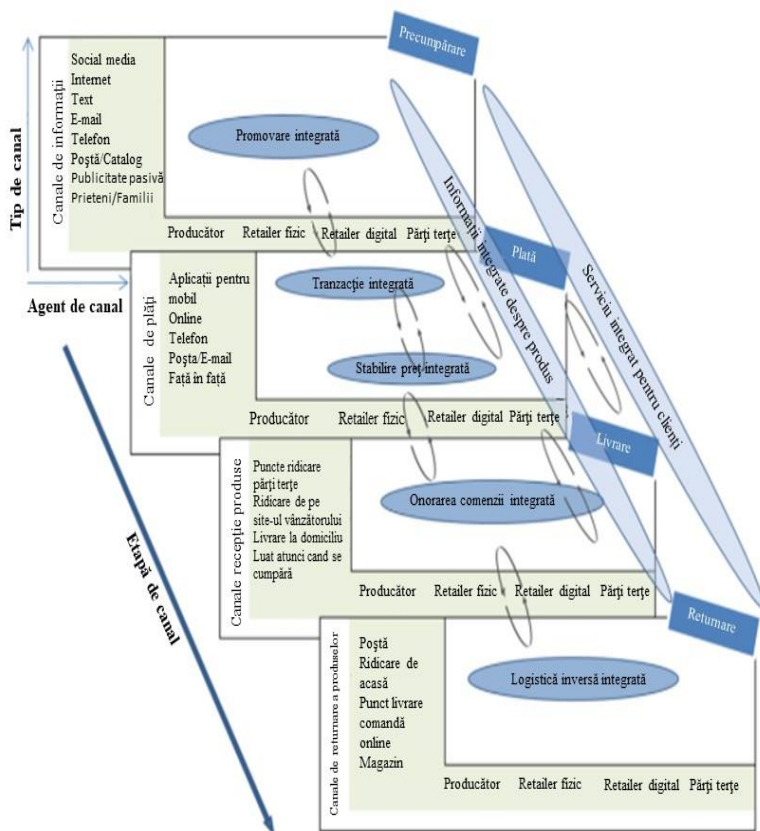 Precumpărare
Tip de canal
Canale de informații
Social media
Internet
Text
E-mail
Telefon
Poștă/Catalog
Publicitate pasivă
Prieteni/Familii
Promovare integrată
Producător Retailer fizic Retailer digital Părți terțe
Agent de canal
Informații integrate despre produs
Serviciu integrat pentru clienți
Plată
Canale de plăți
Aplicații pentru
mobil
Online
Telefon
Poșta/E-mail
Față în față
Tranzacție integrată
Stabilire preț integrată
Producător Retailer fizic Retailer digital Părți terțe
Livrare
Etapă de canal
Canale recepție produse
Puncte ridicare
părți terțe
Ridicare de pe
site-ul vânzătorului
Livrare la domiciliu
Luat atunci cand se
cumpără
Onorarea comenzii integrată
Producător Retailer fizic Retailer digital Părți terțe
Returnare
Canale de returnare a produselor
Poștă
Ridicare de
acasă
Punct livrare
comandă
online
Magazin
Logistică inversă integrată
Producător Retailer fizic Retailer digital Părți terțe